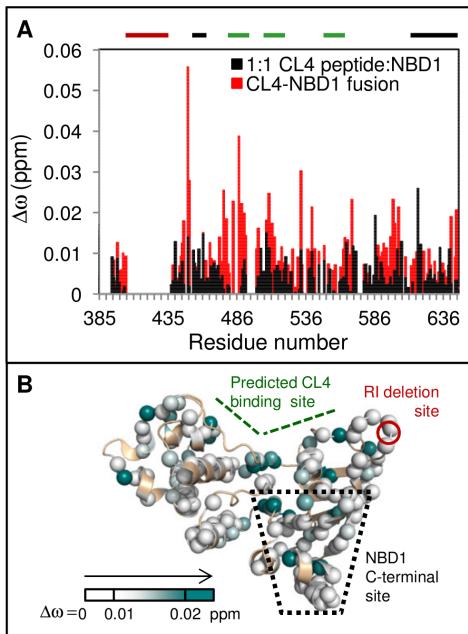 A
0.06
0.05
0.04
0.03
0.02
0.01
0
Δω (ppm)
1:1 CL4 peptide:NBD1
CL4-NBD1 fusion
385 435 486 536 586 636
Residue number
B
Predicted CL4
binding site
RI deletion
site
NBD1
C-terminal
site
Δω = 0 0.01 0.02 ppm